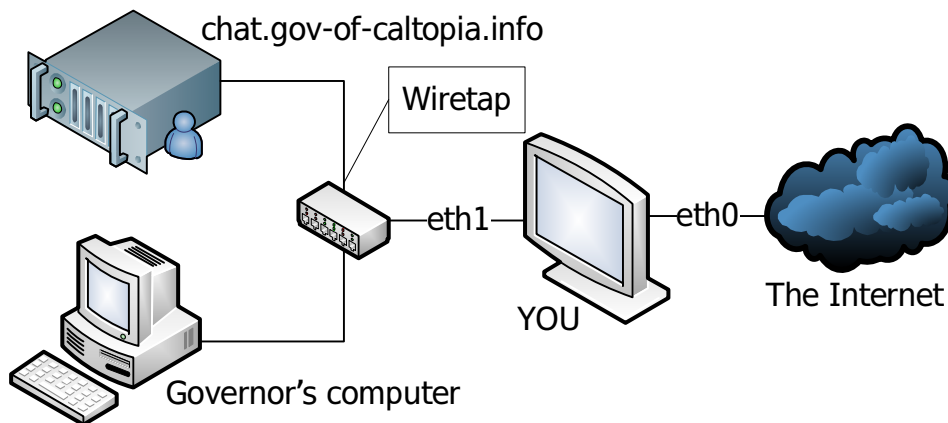 chat.gov-of-caltopia.info
Wiretap
eth1
eth0
YOU
The Internet
Governor's computer